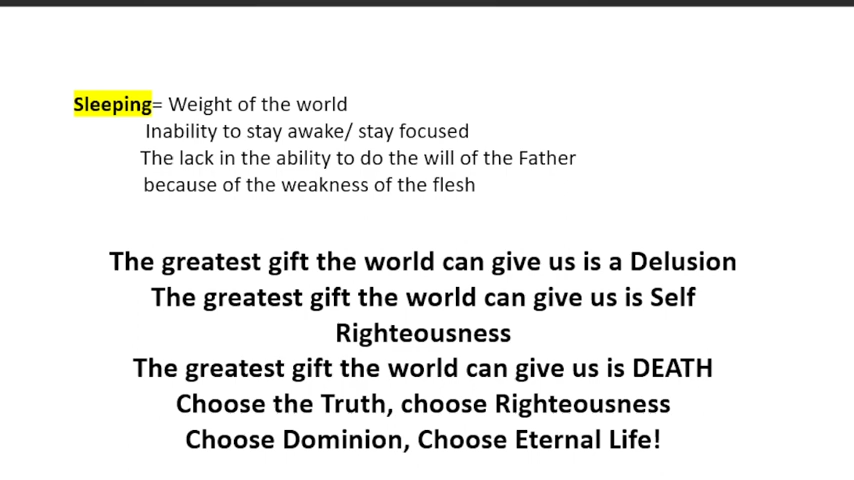 Sleeping= Weight of the world
Inability to stay awake/ stay focused
The lack in the ability to do the will of the Father
because of the weakness of the flesh
The greatest gift the world can give us is a Delusion
The greatest gift the world can give us is Self
Righteousness
The greatest gift the world can give us is DEATH
Choose the Truth, choose Righteousness
Choose Dominion, Choose Eternal Life!